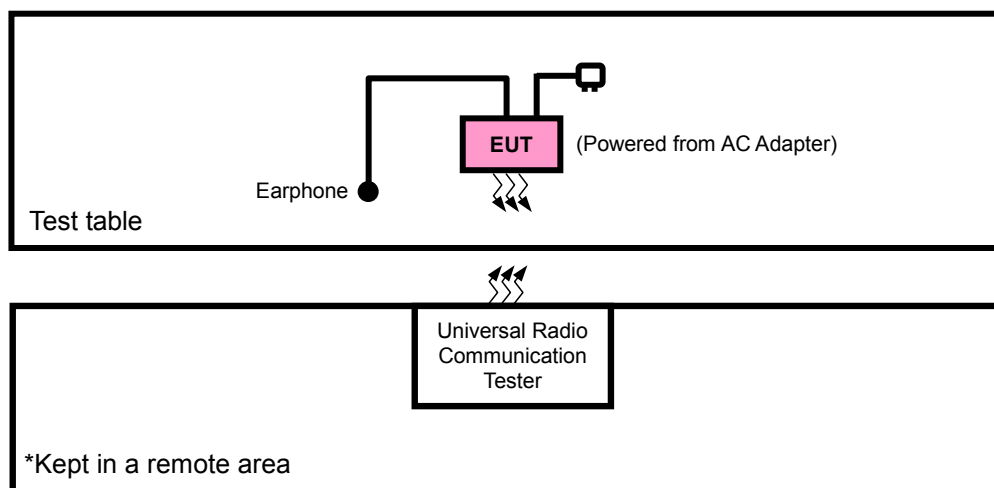 EUT
(Powered from AC Adapter)
Earphone
Test table
Universal Radio
Communication
Tester
*Kept in a remote area